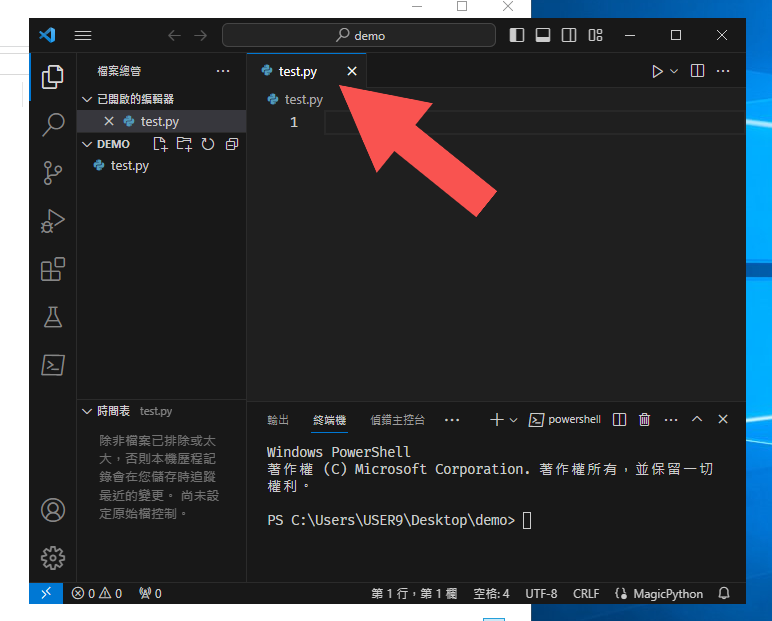 demo
檔案總管
test.py
已開啟的編輯器
test.py
test.py
DEMO
test.py
1
時間表 test.py
除非檔案已排除或太
大,否則本機歷程記
錄會在您儲存時追蹤
最近的變更。 尚未設
定原始檔控制。
輸出 終端機 偵錯主控台 powershell
Windows PowerShell
著作權 (C) Microsoft Corporation. 著作權所有,並保留一切
權利。
PS C:\Users\USER9\Desktop\demo>
0 0 0 第 1 行,第 1 欄 空格: 4 UTF-8 CRLF MagicPython